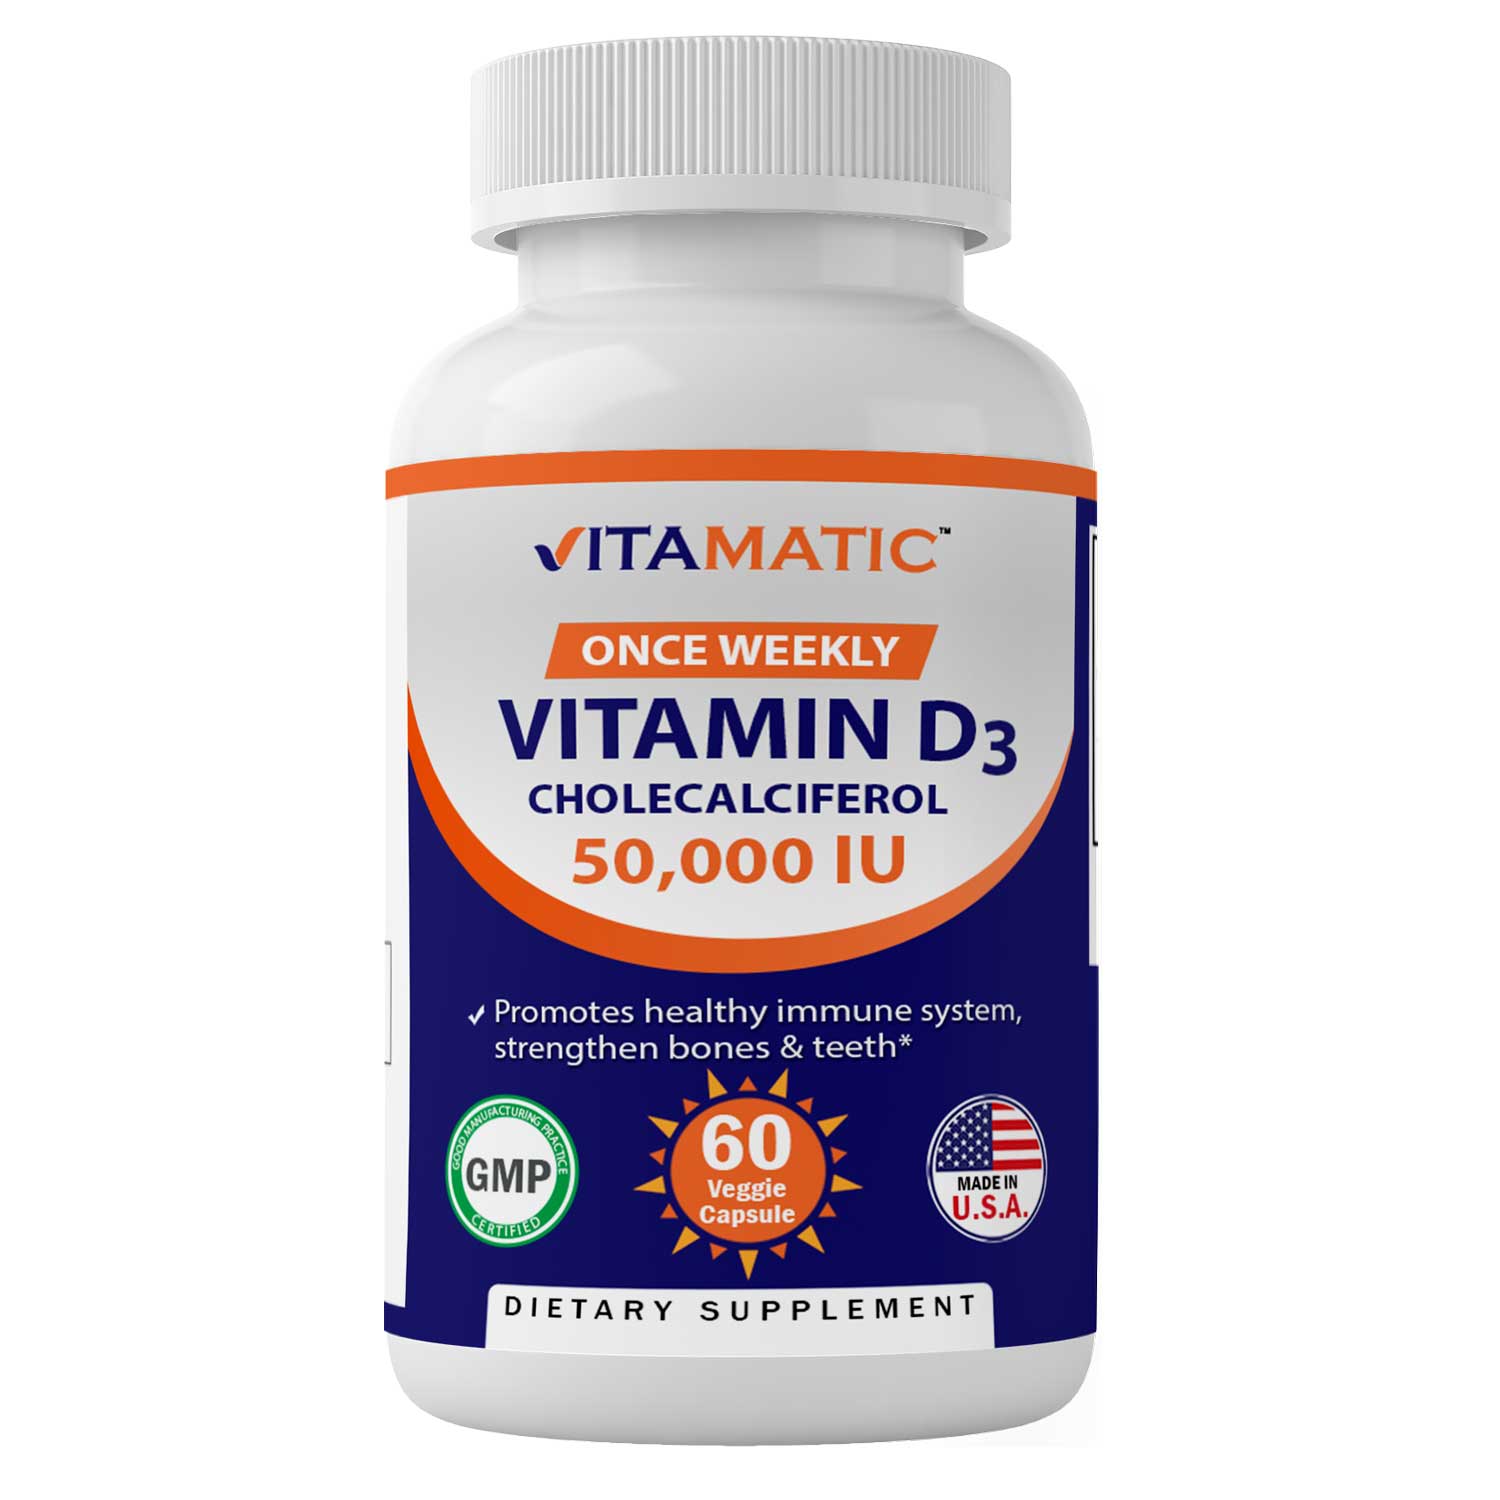 VITAMATIC™
ONCE WEEKLY
VITAMIN D3
CHOLECALCIFEROL
50,000 IU
✓ Promotes healthy immune system,
strengthen bones & teeth*
GOOD MANUFACTURING PRACTICE
GMP
CERTIFIED
60
Veggie
Capsule
MADE IN
U.S.A.
DIETARY SUPPLEMENT